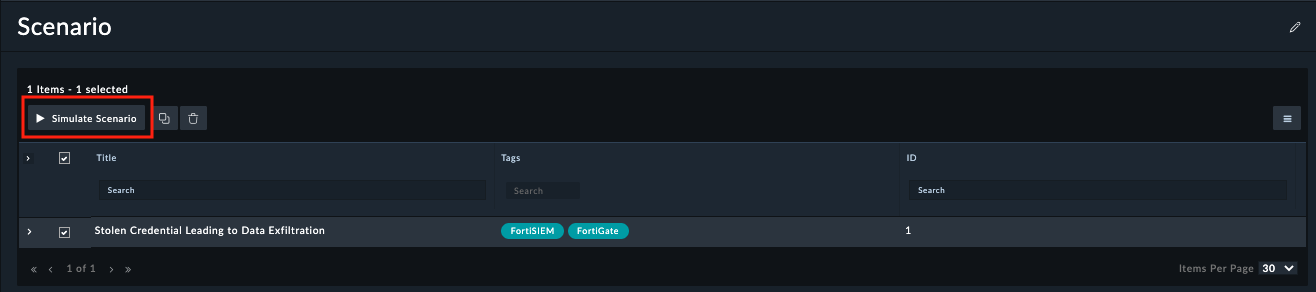 Scenario
1 Items - 1 selected
Simulate Scenario
Title Tags ID
Search Search Search
Stolen Credential Leading to Data Exfiltration FortiSIEM FortiGate 1
« ‹ 1 of 1 › » Items Per Page 30